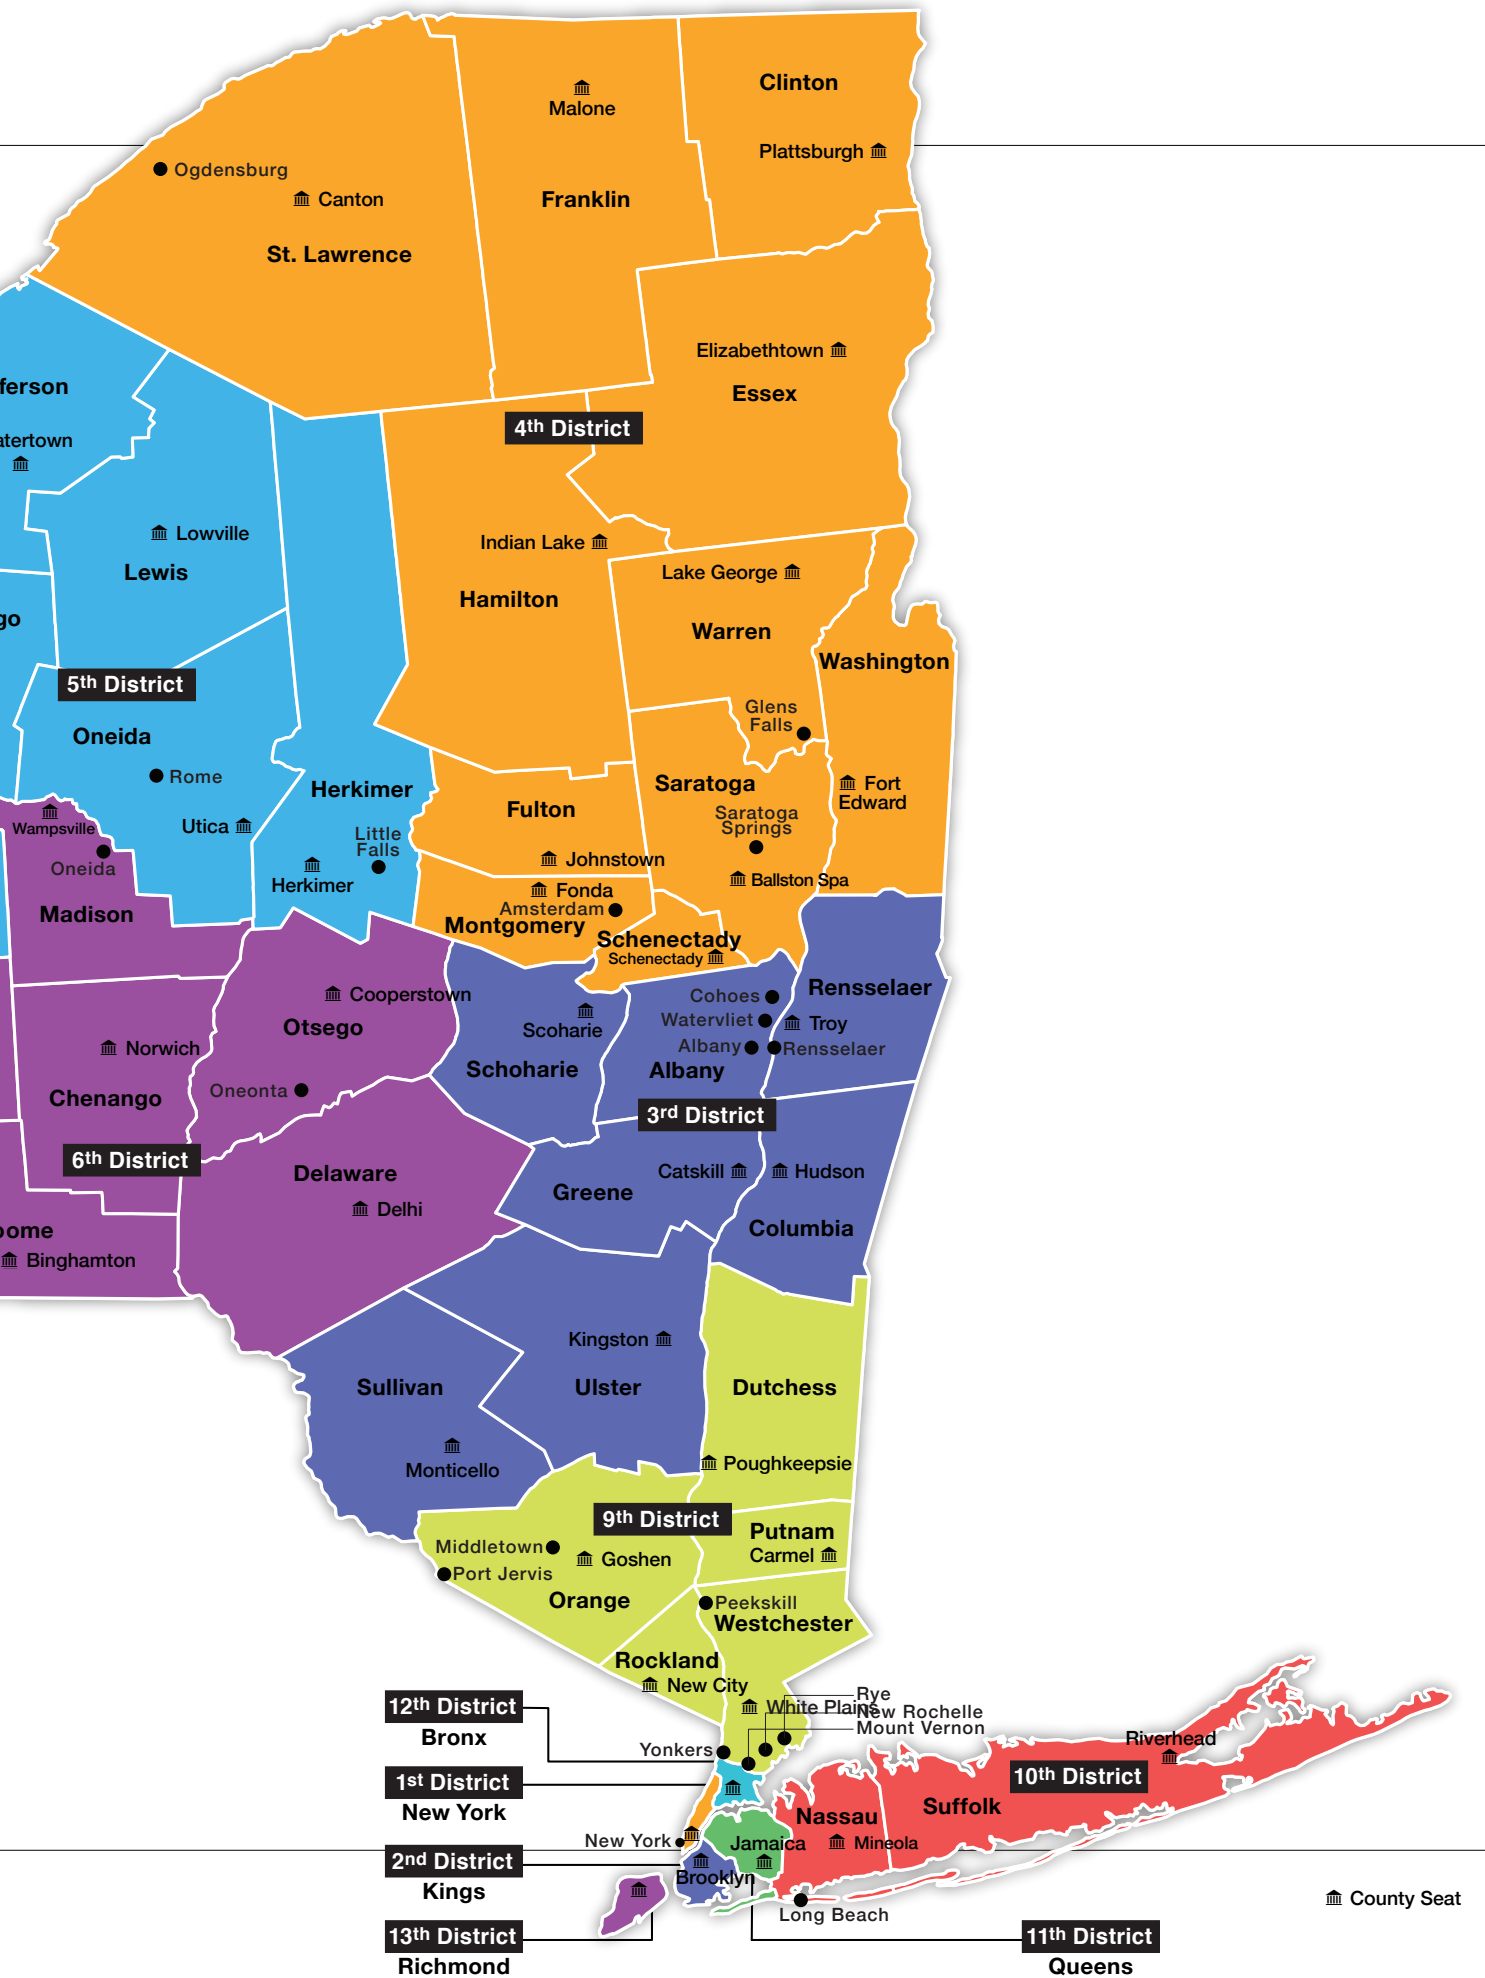 Clinton
Malone
Plattsburgh
Ogdensburg
Canton
Franklin
St. Lawrence
Elizabethtown
ferson
Essex
4th District
atertown
Lowville
Indian Lake
Lewis
Lake George
Hamilton
go
Warren
Washington
5th District
Glens
Falls
Oneida
Rome
Herkimer
Saratoga
Fort
Edward
Fulton
Saratoga
Springs
Wampsville
Utica
Little
Falls
Oneida
Johnstown
Herkimer
Ballston Spa
Fonda
Amsterdam
Madison
Montgomery
Schenectady
Schenectady
Rensselaer
Cooperstown
Cohoes
Otsego
Scoharie
Watervliet
Troy
Norwich
Albany
Rensselaer
Schoharie
Albany
Oneonta
Chenango
3rd District
6th District
Delaware
Catskill
Hudson
Greene
Delhi
oome
Columbia
Binghamton
Kingston
Sullivan
Ulster
Dutchess
Monticello
Poughkeepsie
9th District
Putnam
Middletown
Carmel
Goshen
Port Jervis
Orange
Peekskill
Westchester
Rockland
New City
Rye
12th District
White Plains
New Rochelle
Bronx
Mount Vernon
Yonkers
Riverhead
1st District
10th District
New York
Nassau
Suffolk
New York
Jamaica
Mineola
2nd District
Brooklyn
Kings
County Seat
Long Beach
13th District
11th District
Richmond
Queens